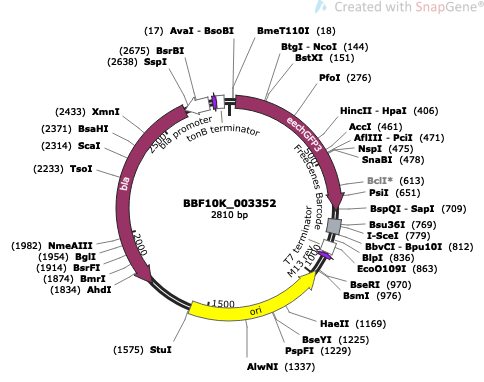 Created with SnapGene®
(17) AvaI - BsoBI
BmeT110I (18)
(2675) BsrBI
(2638) SspI
BtgI - NcoI (144)
BstXI (151)
PfoI (276)
(2433) XmnI
(2371) BsaHI
(2314) ScaI
(2233) TsoI
HincII - HpaI (406)
AccI (461)
AflIII - PciI (471)
NspI (475)
SnaBI (478)
BclI* (613)
PsiI (651)
BspQI - SapI (709)
Bsu36I (769)
I-SceI (779)
BbvCI - Bpu10I (812)
BlpI (836)
EcoO109I (863)
BseRI (970)
BsmI (976)
HaeII (1169)
BseYI (1225)
PspFI (1229)
AlwNI (1337)
(1575) StuI
(1982) NmeAIII
(1954) BglI
(1914) BsrFI
(1874) BmrI
(1834) AhdI
bla promoter
tonB terminator
eechGFP3
FreeGenes Barcode
T7 terminator
M13 rev
ori
bla
500
1000
1500
2000
2500
BBF10K_003352
2810 bp